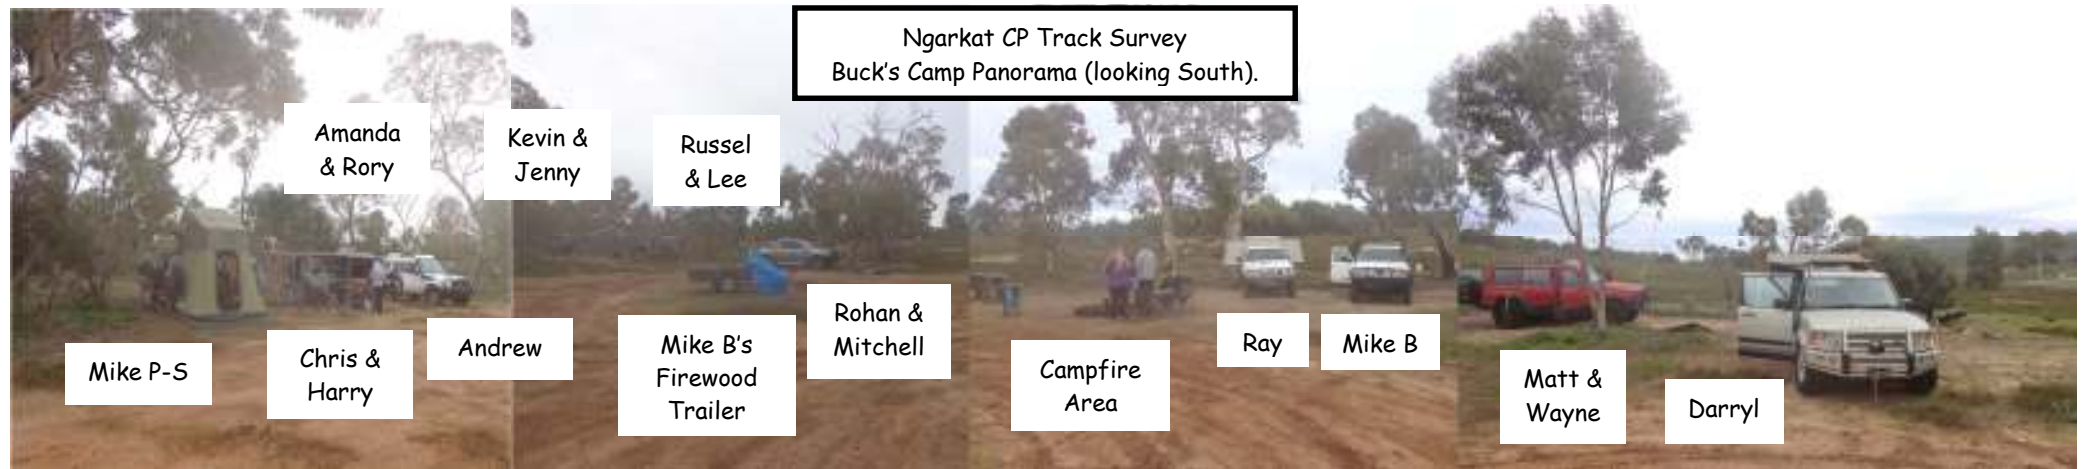 Ngarkat CP Track Survey
Buck's Camp Panorama (looking South).
Amanda
& Rory
Kevin &
Jenny
Russel
& Lee
Mike P-S
Chris &
Harry
Andrew
Mike B's
Firewood
Trailer
Rohan &
Mitchell
Campfire
Area
Ray
Mike B
Matt &
Wayne
Darryl